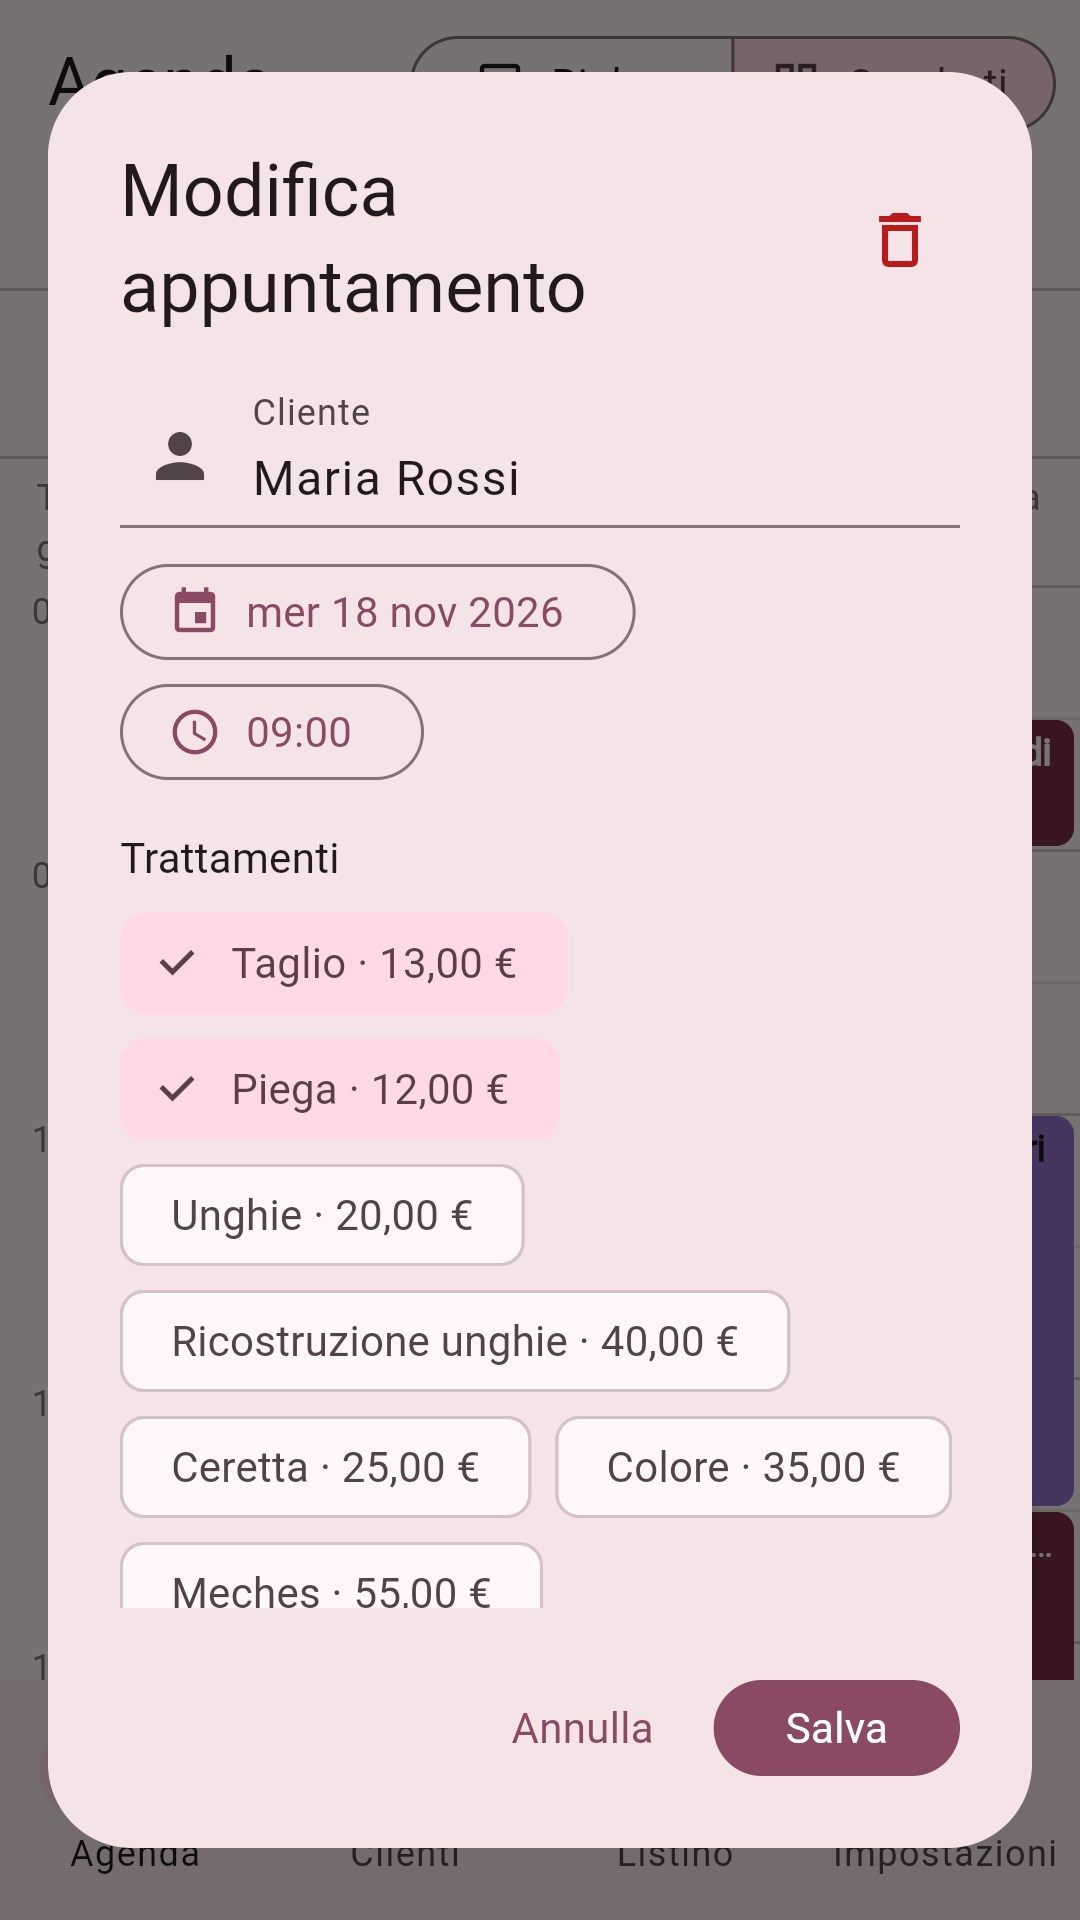 Modifica
appuntamento
Cliente
Maria Rossi
mer 18 nov 2026
09:00
Trattamenti
Taglio · 13,00 €
Piega · 12,00 €
Unghie · 20,00 €
Ricostruzione unghie · 40,00 €
Ceretta · 25,00 €
Colore · 35,00 €
Meches · 55,00 €
Annulla
Salva
Agenda
Clienti
Listino
Impostazioni